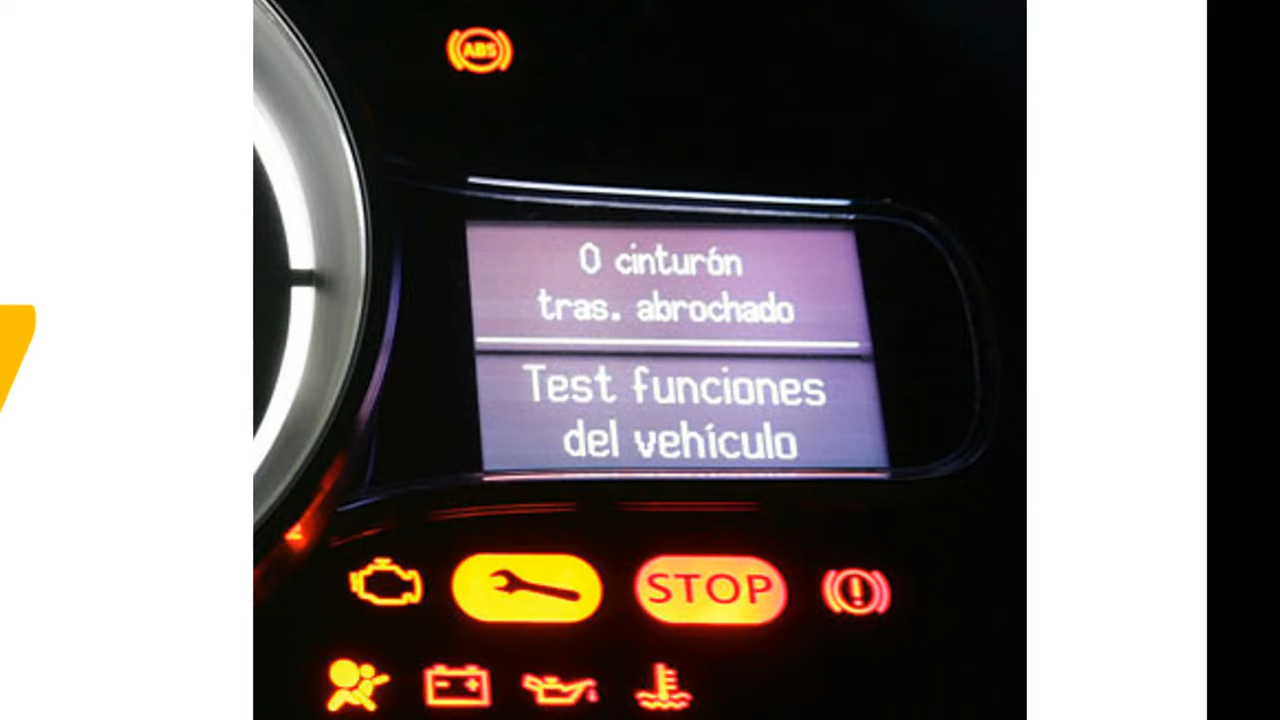 ABS
0 cinturón
tras. abrochado
Test funciones
del vehículo
STOP